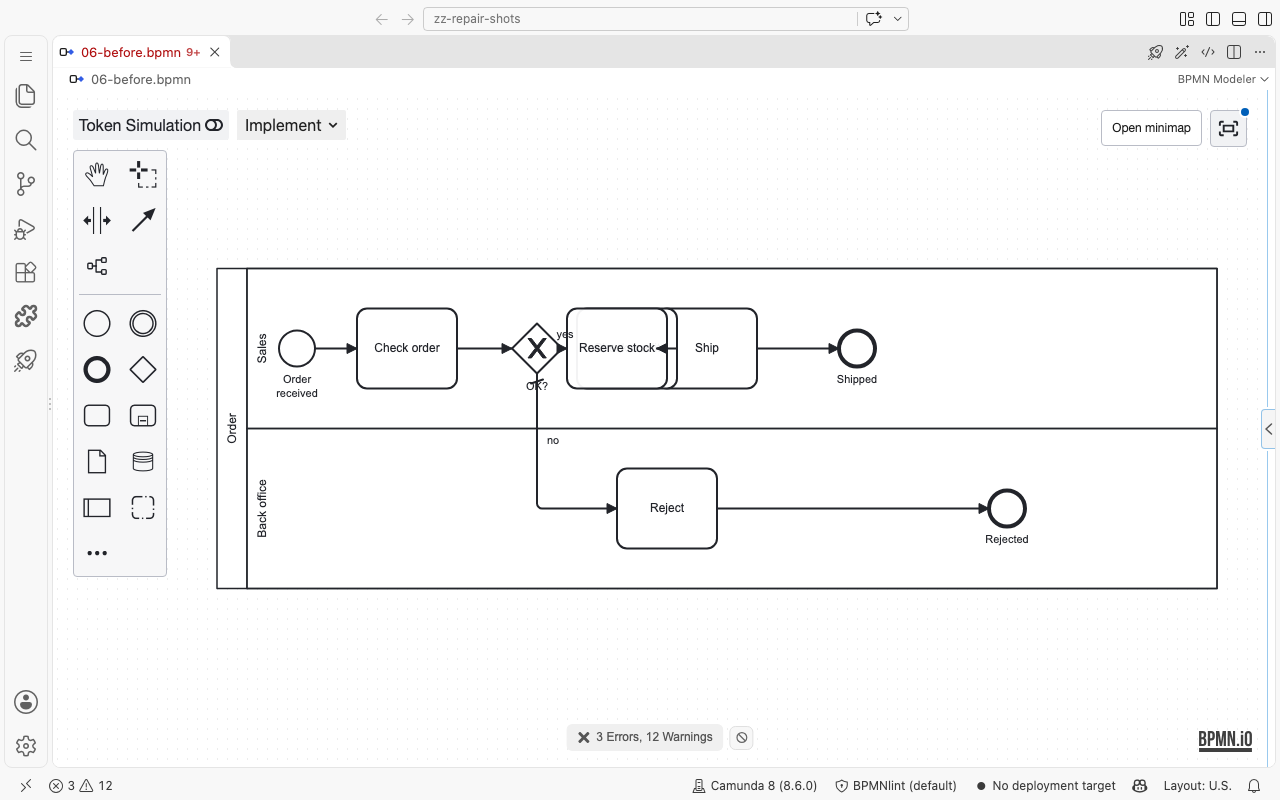 zz-repair-shots
06-before.bpmn 9+
06-before.bpmn
BPMN Modeler
Token Simulation
Implement
Open minimap
Order
Sales
Order
received
Check order
OK?
yes
Reserve stock
Ship
Shipped
no
Back office
Reject
Rejected
3 Errors, 12 Warnings
BPMN.iO
3
12
Camunda 8 (8.6.0)
BPMNlint (default)
No deployment target
Layout: U.S.